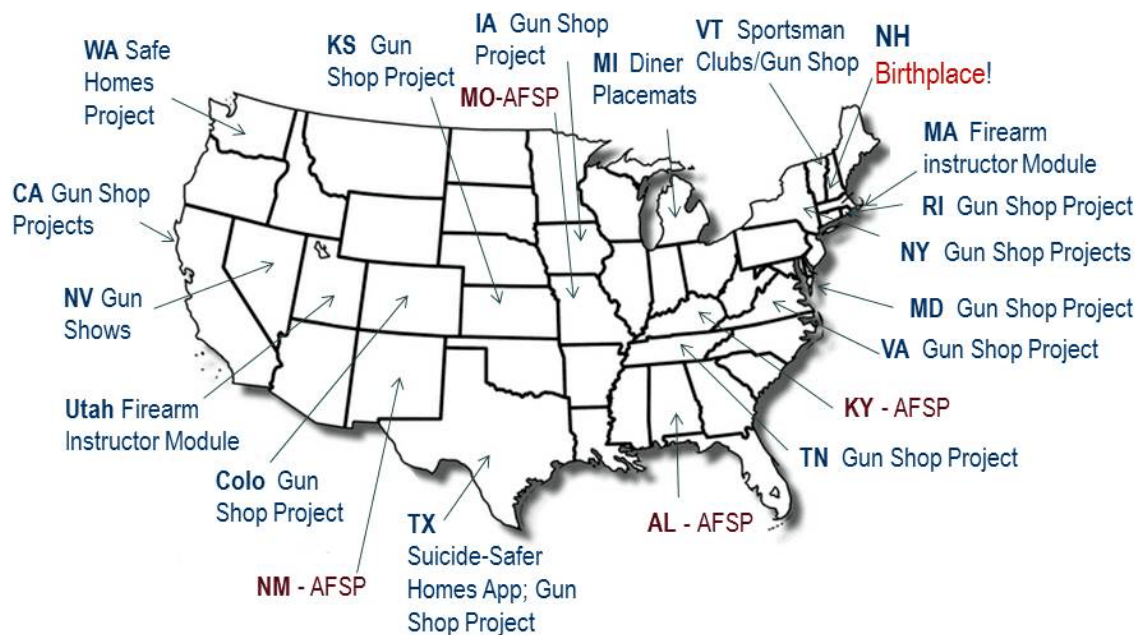 WA Safe
Homes
Project
KS Gun
Shop Project
IA Gun Shop
Project
MO-AFSP
MI Diner
Placemats
VT Sportsman
Clubs/Gun Shop
NH
Birthplace!
MA Firearm
instructor Module
RI Gun Shop Project
NY Gun Shop Projects
MD Gun Shop Project
VA Gun Shop Project
KY - AFSP
TN Gun Shop Project
AL - AFSP
CA Gun Shop
Projects
NV Gun
Shows
Utah Firearm
Instructor Module
Colo Gun
Shop Project
NM - AFSP
TX
Suicide-Safer
Homes App; Gun
Shop Project